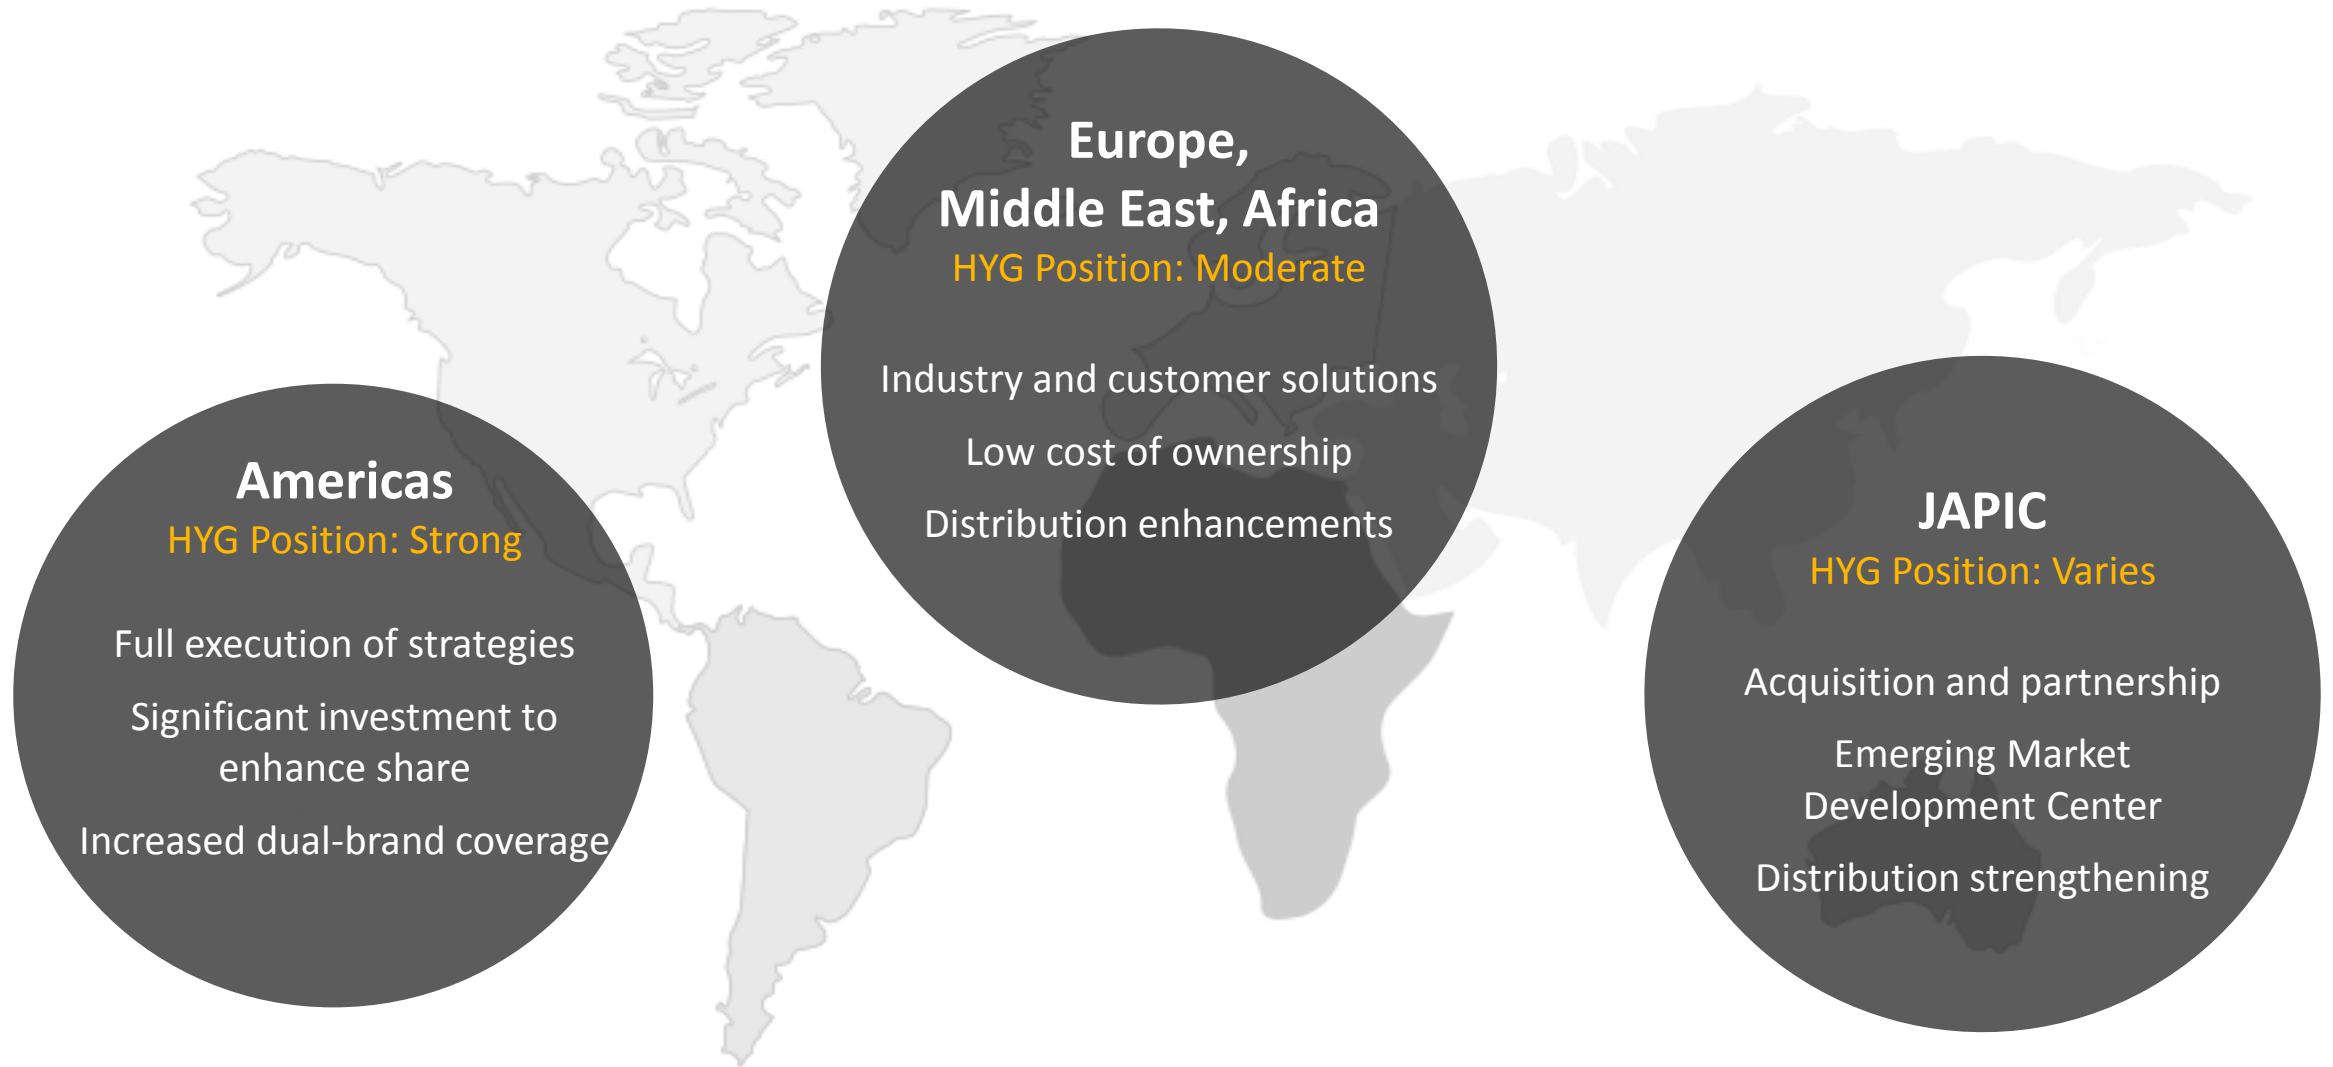 Americas
HYG Position: Strong
Full execution of strategies
Significant investment to
enhance share
Increased dual-brand coverage
Europe,
Middle East, Africa
HYG Position: Moderate
Industry and customer solutions
Low cost of ownership
Distribution enhancements
JAPIC
HYG Position: Varies
Acquisition and partnership
Emerging Market
Development Center
Distribution strengthening